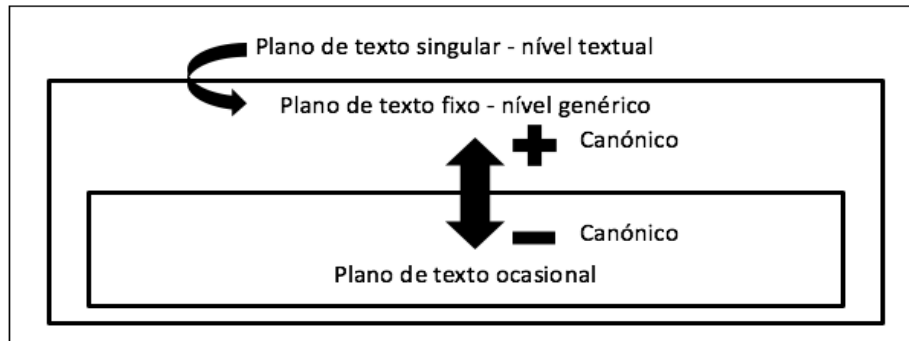 Plano de texto singular - nível textual
Plano de texto fixo - nível genérico
Canónico
Canónico
Plano de texto ocasional